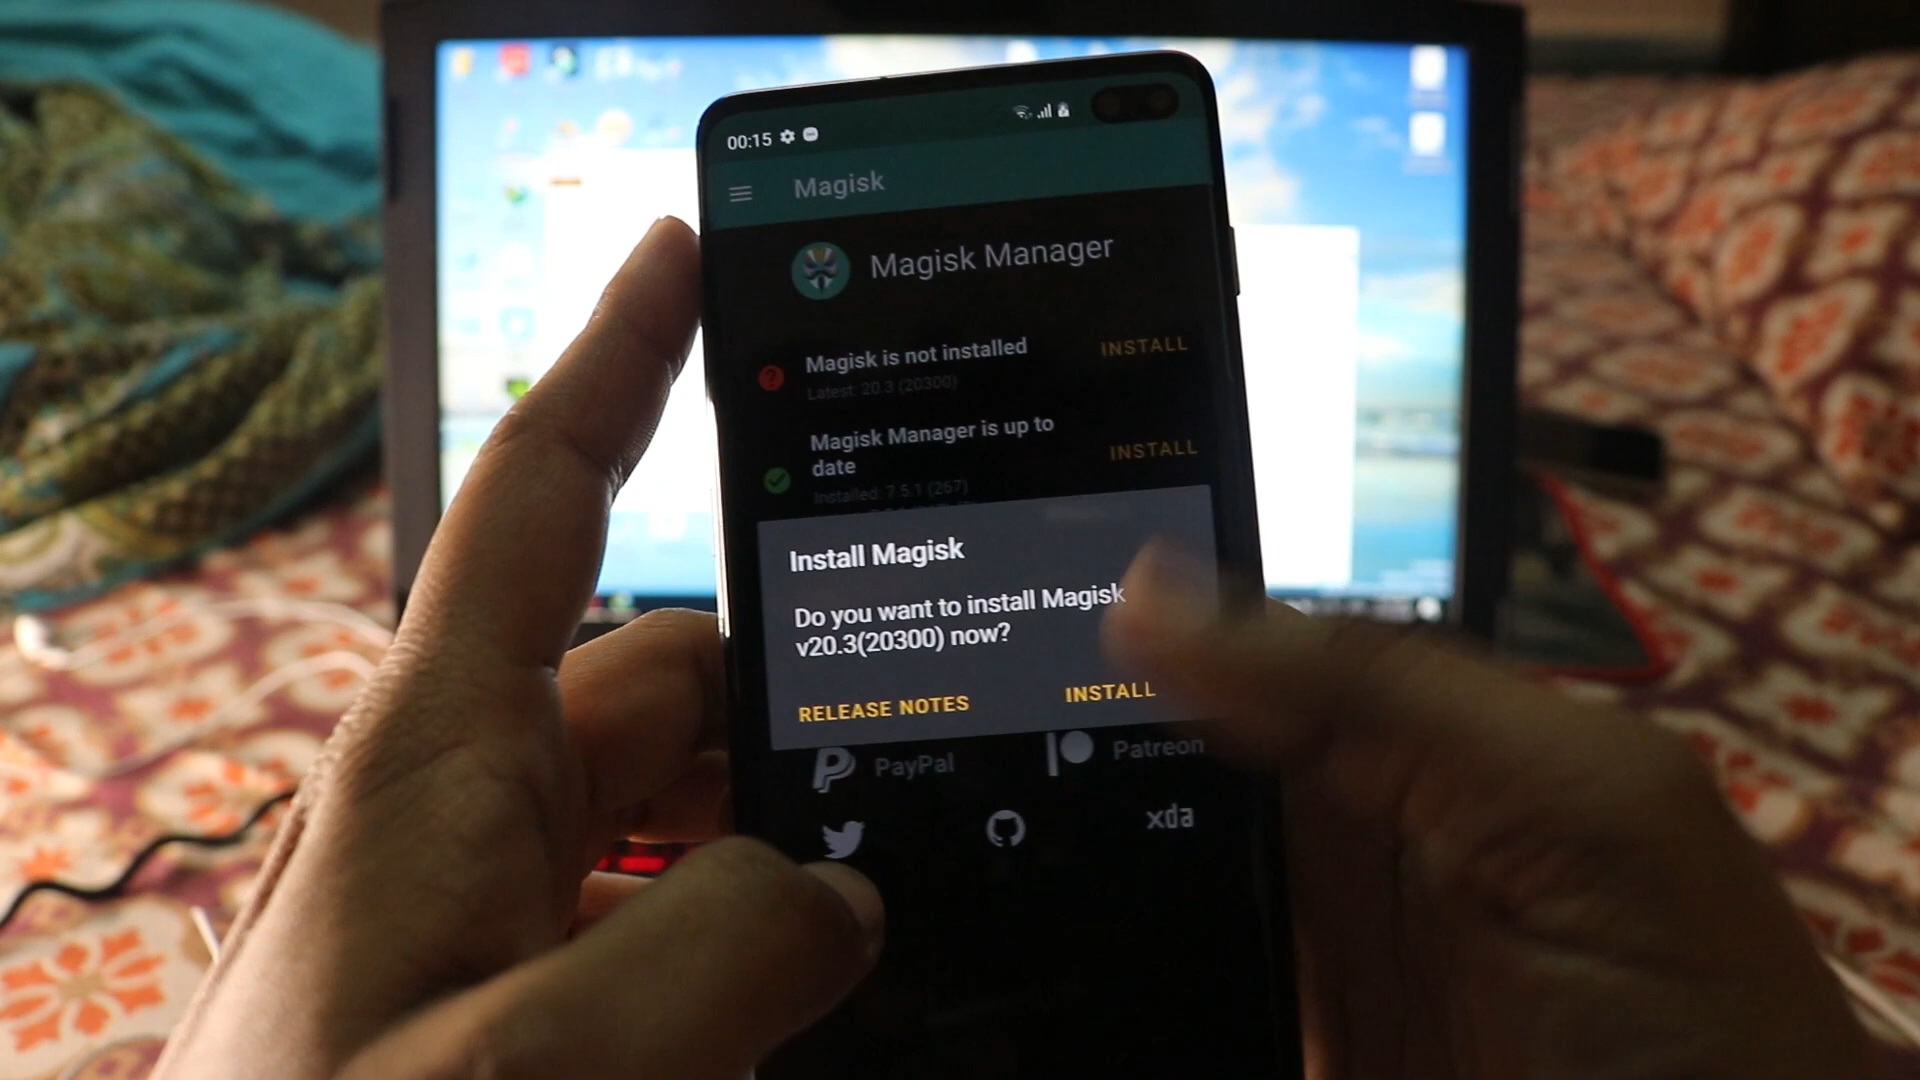 00:15
Magisk
Magisk Manager
Magisk is not installed
INSTALL
Latest: 20.3 (20300)
Magisk Manager is up to
date
INSTALL
Installed: 7.5.1 (267)
Install Magisk
Do you want to install Magisk
v20.3(20300) now?
RELEASE NOTES
INSTALL
PayPal
Patreon
xda